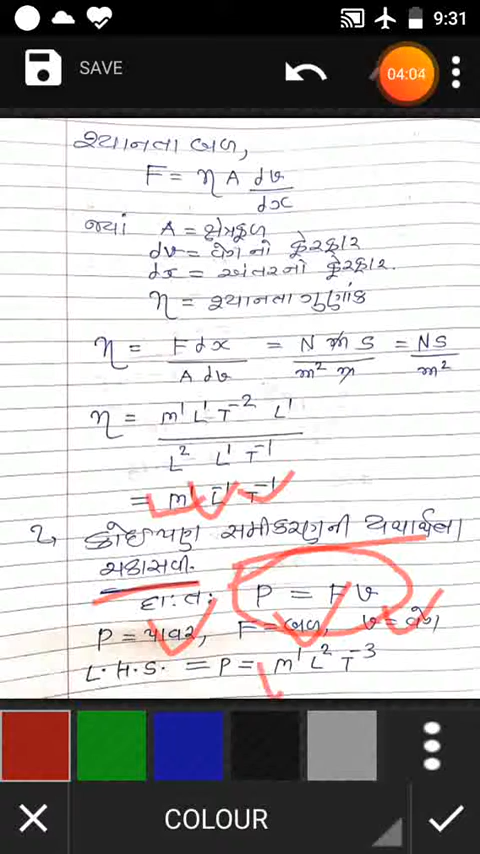 9:31
SAVE
04:04
શ્યાનતા બળ,
F = η A dv/dx
જ્યાં A = ક્ષેત્રફળ
dv = વેગ નો ફેરફાર
dx = અંતરનો ફેરફાર.
η = શ્યાનતા ગુણાંક
η = F dx / A dv = N m S / m² m = NS / m²
η = M¹ L¹ T⁻² L¹ / L² L¹ T⁻¹
= M¹ L⁻¹ T⁻¹
2, કોઈપણ સમીકરણની યથાર્થતા
ચકાસવી.
દા.ત. P = F v
P = પાવર, F = બળ, v = વેગ
L.H.S. = P = M¹ L² T⁻³
COLOUR